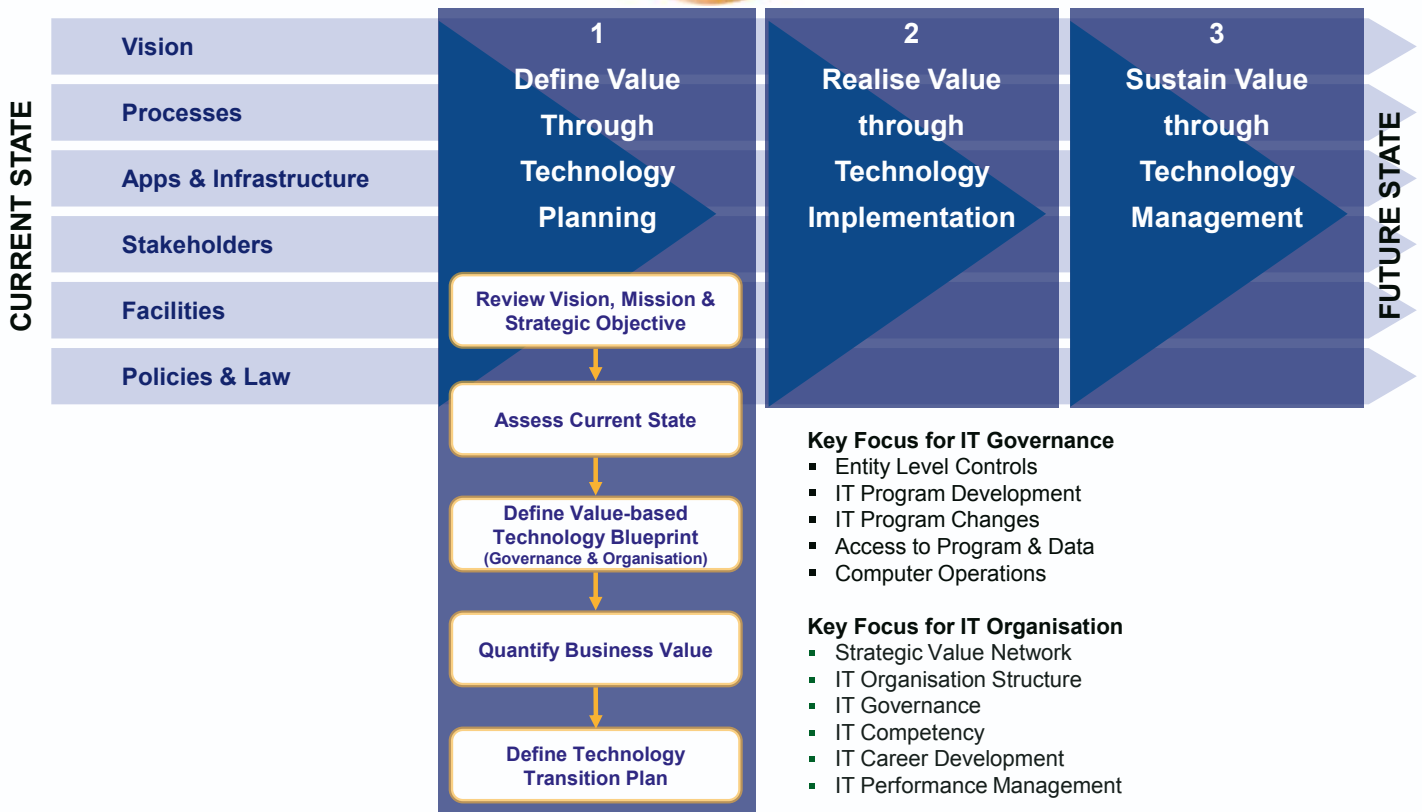 CURRENT STATE
Vision
Processes
Apps & Infrastructure
Stakeholders
Facilities
Policies & Law
1
Define Value
Through
Technology
Planning
2
Realise Value
through
Technology
Implementation
3
Sustain Value
through
Technology
Management
FUTURE STATE
Review Vision, Mission &
Strategic Objective
Assess Current State
Define Value-based
Technology Blueprint
(Governance & Organisation)
Quantify Business Value
Define Technology
Transition Plan
Key Focus for IT Governance
▪ Entity Level Controls
▪ IT Program Development
▪ IT Program Changes
▪ Access to Program & Data
▪ Computer Operations
Key Focus for IT Organisation
▪ Strategic Value Network
▪ IT Organisation Structure
▪ IT Governance
▪ IT Competency
▪ IT Career Development
▪ IT Performance Management